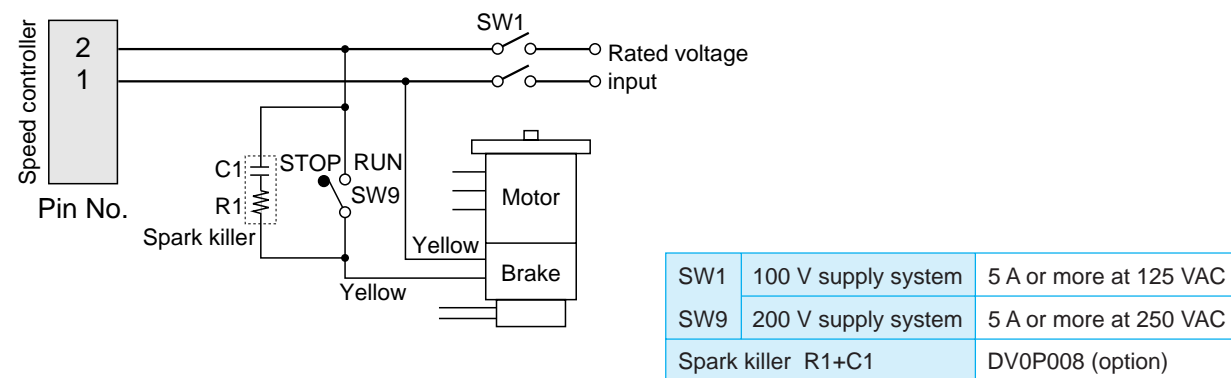 SW1
Speed controller
2
Rated voltage
1
input
C1
STOP
RUN
R1
SW9
Motor
Pin No.
Spark killer
Yellow
Brake
Yellow
SW1 100 V supply system 5 A or more at 125 VAC
SW9 200 V supply system 5 A or more at 250 VAC
Spark killer R1+C1 DV0P008 (option)